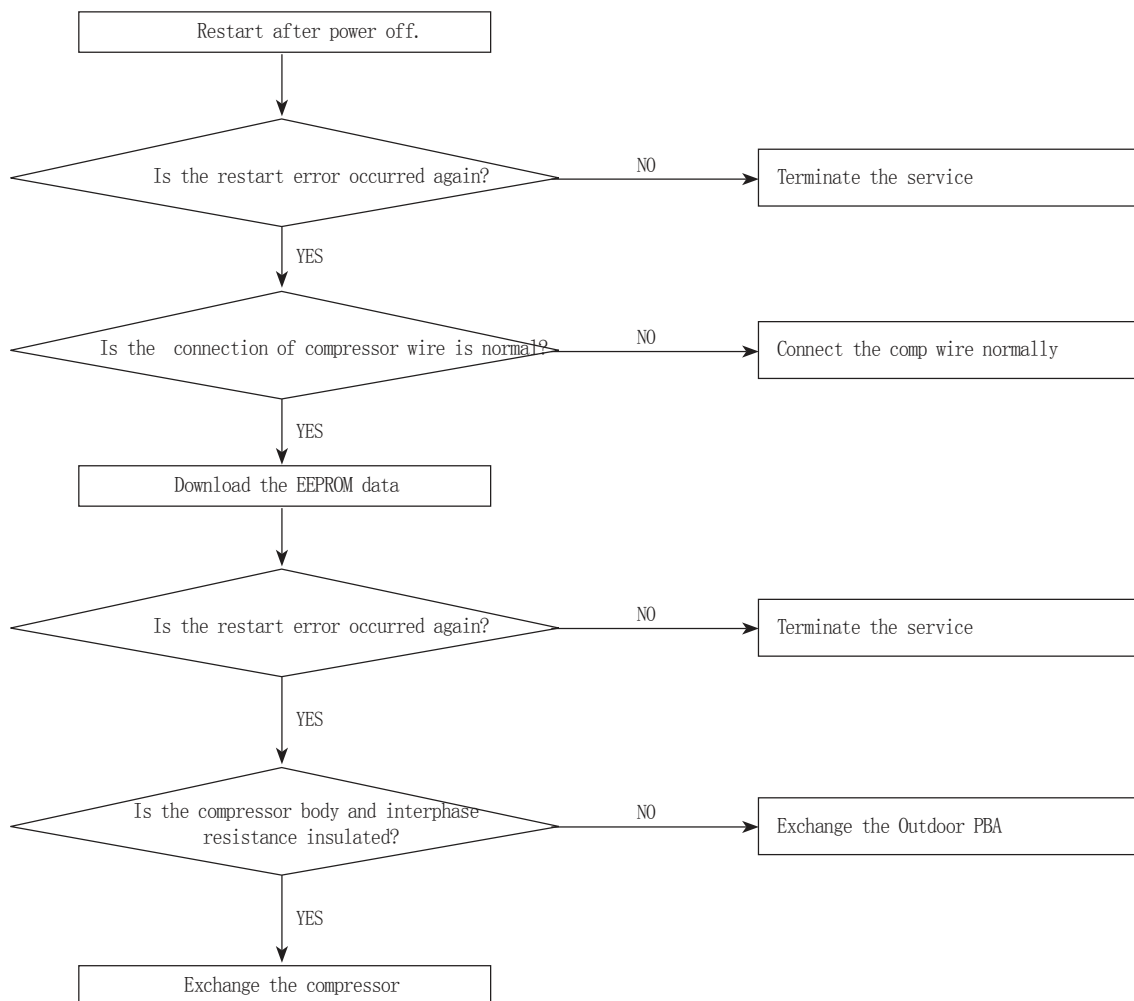 Restart after power off.
Is the restart error occurred again?
NO
Terminate the service
YES
Is the  connection of compressor wire is normal?
NO
Connect the comp wire normally
YES
Download the EEPROM data
Is the restart error occurred again?
NO
Terminate the service
YES
Is the compressor body and interphase
resistance insulated?
NO
Exchange the Outdoor PBA
YES
Exchange the compressor